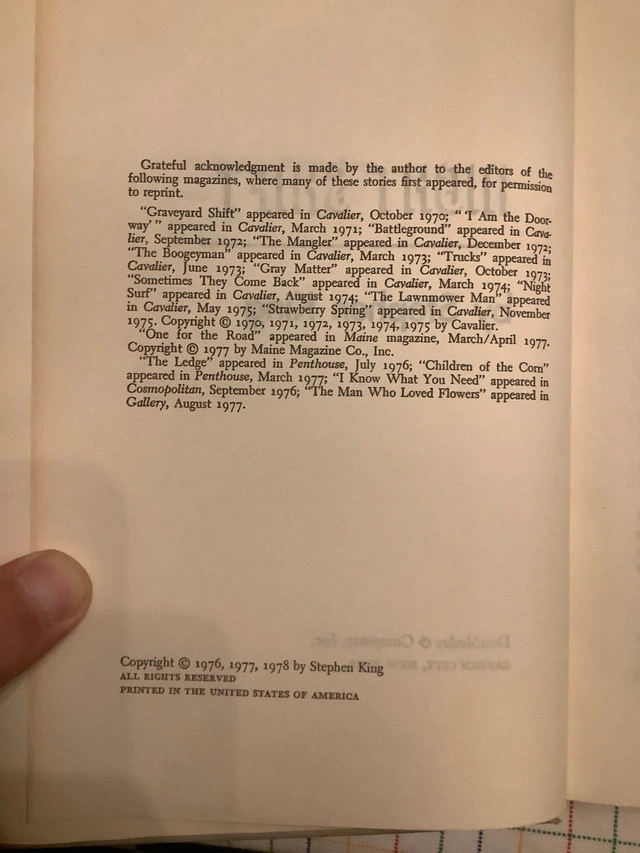 Grateful acknowledgment is made by the author to the editors of the
following magazines, where many of these stories first appeared, for permission
to reprint.
"Graveyard Shift" appeared in Cavalier, October 1970; " 'I Am the Door-
way' " appeared in Cavalier, March 1971; "Battleground" appeared in Cava-
lier, September 1972; "The Mangler" appeared in Cavalier, December 1972;
"The Boogeyman" appeared in Cavalier, March 1973; "Trucks" appeared in
Cavalier, June 1973; "Gray Matter" appeared in Cavalier, October 1973;
"Sometimes They Come Back" appeared in Cavalier, March 1974; "Night
Surf" appeared in Cavalier, August 1974; "The Lawnmower Man" appeared
in Cavalier, May 1975; "Strawberry Spring" appeared in Cavalier, November
1975. Copyright © 1970, 1971, 1972, 1973, 1974, 1975 by Cavalier.
"One for the Road" appeared in Maine magazine, March/April 1977.
Copyright © 1977 by Maine Magazine Co., Inc.
"The Ledge" appeared in Penthouse, July 1976; "Children of the Corn"
appeared in Penthouse, March 1977; "I Know What You Need" appeared in
Cosmopolitan, September 1976; "The Man Who Loved Flowers" appeared in
Gallery, August 1977.
Doubleday & Company, Inc.
GARDEN CITY, NEW
Copyright © 1976, 1977, 1978 by Stephen King
ALL RIGHTS RESERVED
PRINTED IN THE UNITED STATES OF AMERICA